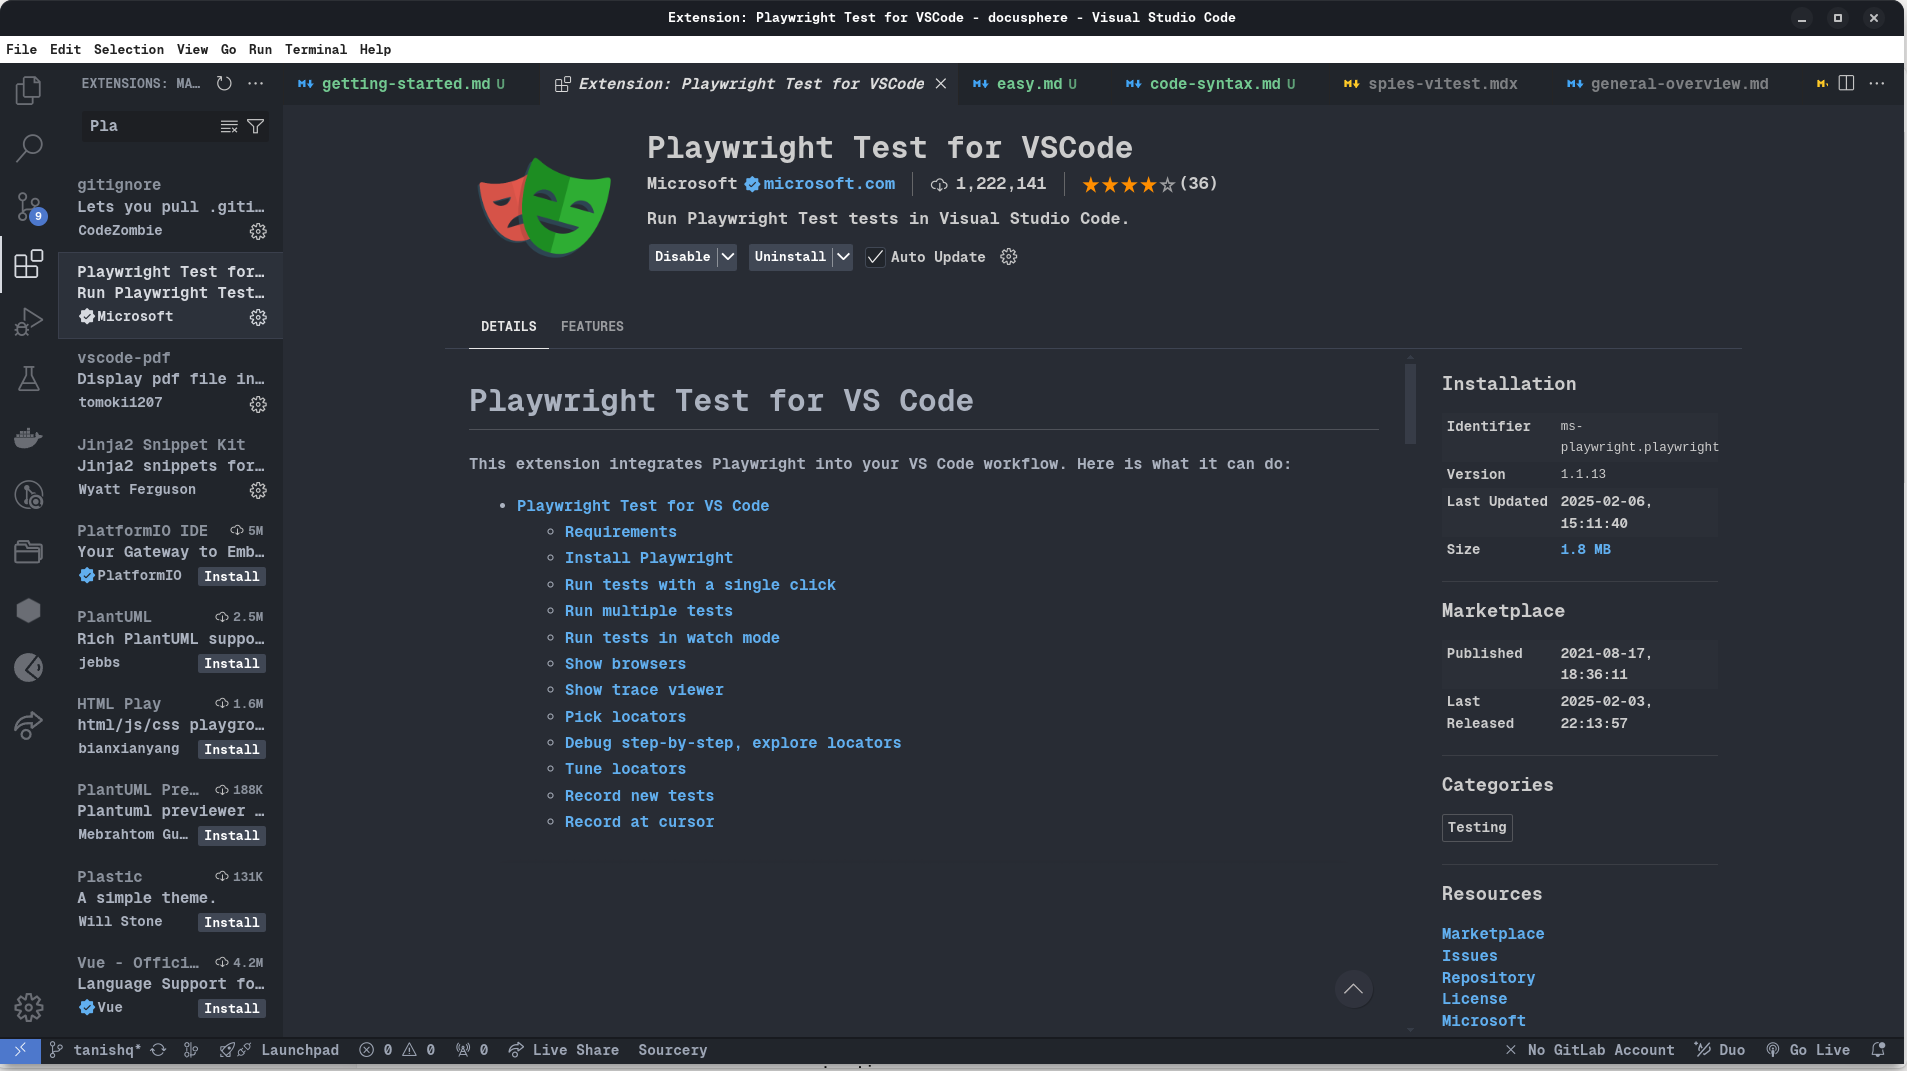 Extension: Playwright Test for VSCode - docusphere - Visual Studio Code
File Edit Selection View Go Run Terminal Help
EXTENSIONS: MA...
getting-started.md U
Extension: Playwright Test for VSCode
easy.md U
code-syntax.md U
spies-vitest.mdx
general-overview.md
Pla
gitignore
Lets you pull .giti...
CodeZombie
9
Playwright Test for...
Run Playwright Test...
Microsoft
vscode-pdf
Display pdf file in...
tomoki1207
Jinja2 Snippet Kit
Jinja2 snippets for...
Wyatt Ferguson
PlatformIO IDE 5M
Your Gateway to Emb...
PlatformIO Install
PlantUML 2.5M
Rich PlantUML suppo...
jebbs Install
HTML Play 1.6M
html/js/css playgro...
bianxianyang Install
PlantUML Pre... 188K
Plantuml previewer ...
Mebrahtom Gu... Install
Plastic 131K
A simple theme.
Will Stone Install
Vue - Offici... 4.2M
Language Support fo...
Vue Install
Playwright Test for VSCode
Microsoft microsoft.com 1,222,141 (36)
Run Playwright Test tests in Visual Studio Code.
Disable Uninstall Auto Update
DETAILS FEATURES
Playwright Test for VS Code
This extension integrates Playwright into your VS Code workflow. Here is what it can do:
Playwright Test for VS Code
Requirements
Install Playwright
Run tests with a single click
Run multiple tests
Run tests in watch mode
Show browsers
Show trace viewer
Pick locators
Debug step-by-step, explore locators
Tune locators
Record new tests
Record at cursor
Installation
Identifier ms-
playwright.playwright
Version 1.1.13
Last Updated 2025-02-06,
15:11:40
Size 1.8 MB
Marketplace
Published 2021-08-17,
18:36:11
Last 2025-02-03,
Released 22:13:57
Categories
Testing
Resources
Marketplace
Issues
Repository
License
Microsoft
tanishq* Launchpad 0 0 0 Live Share Sourcery
No GitLab Account Duo Go Live